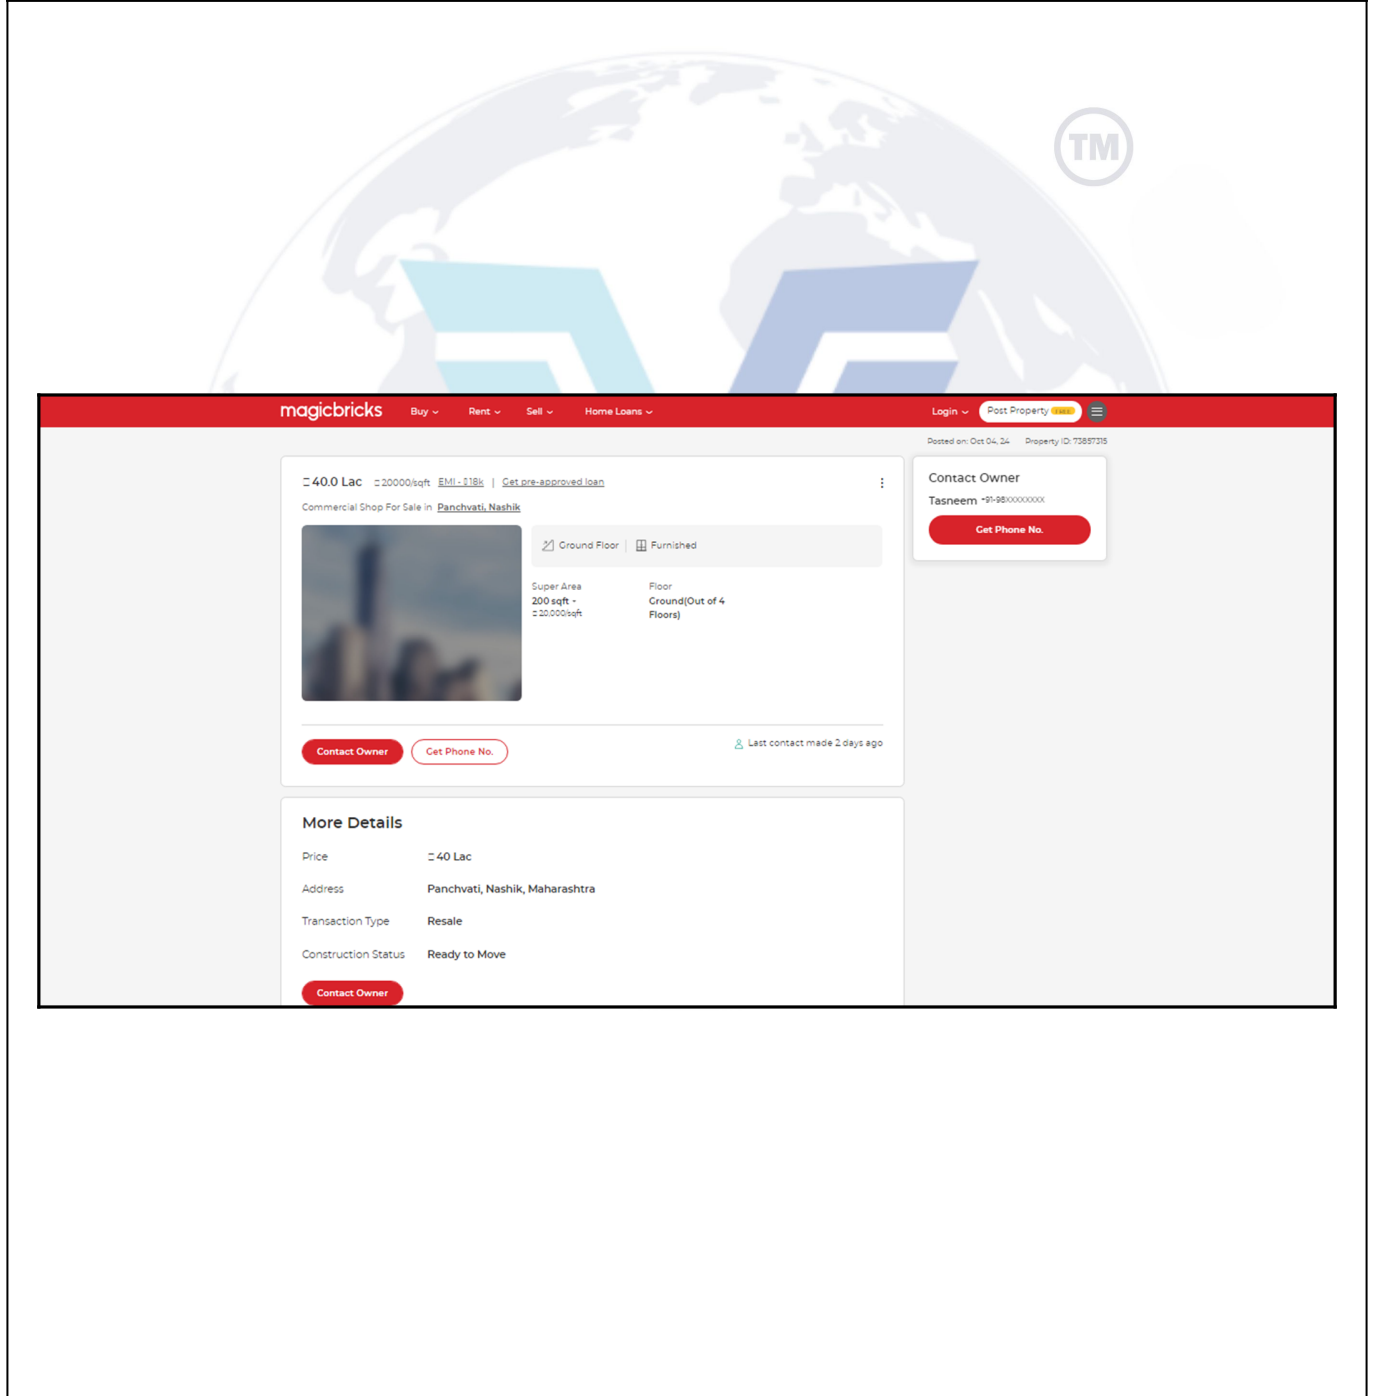 TM
magicbricks Buy Rent Sell Home Loans Login Post Property FREE
Posted on: Oct 04, 24 Property ID: 73857315
40.0 Lac 20000/sqft EMI - 18k | Get pre-approved loan
Commercial Shop For Sale in Panchvati, Nashik
Ground Floor | Furnished
Super Area Floor
200 sqft - Ground(Out of 4
20,000/sqft Floors)
Contact Owner Get Phone No.
Last contact made 2 days ago
Contact Owner
Tasneem +91-98XXXXXXXX
Get Phone No.
More Details
Price 40 Lac
Address Panchvati, Nashik, Maharashtra
Transaction Type Resale
Construction Status Ready to Move
Contact Owner